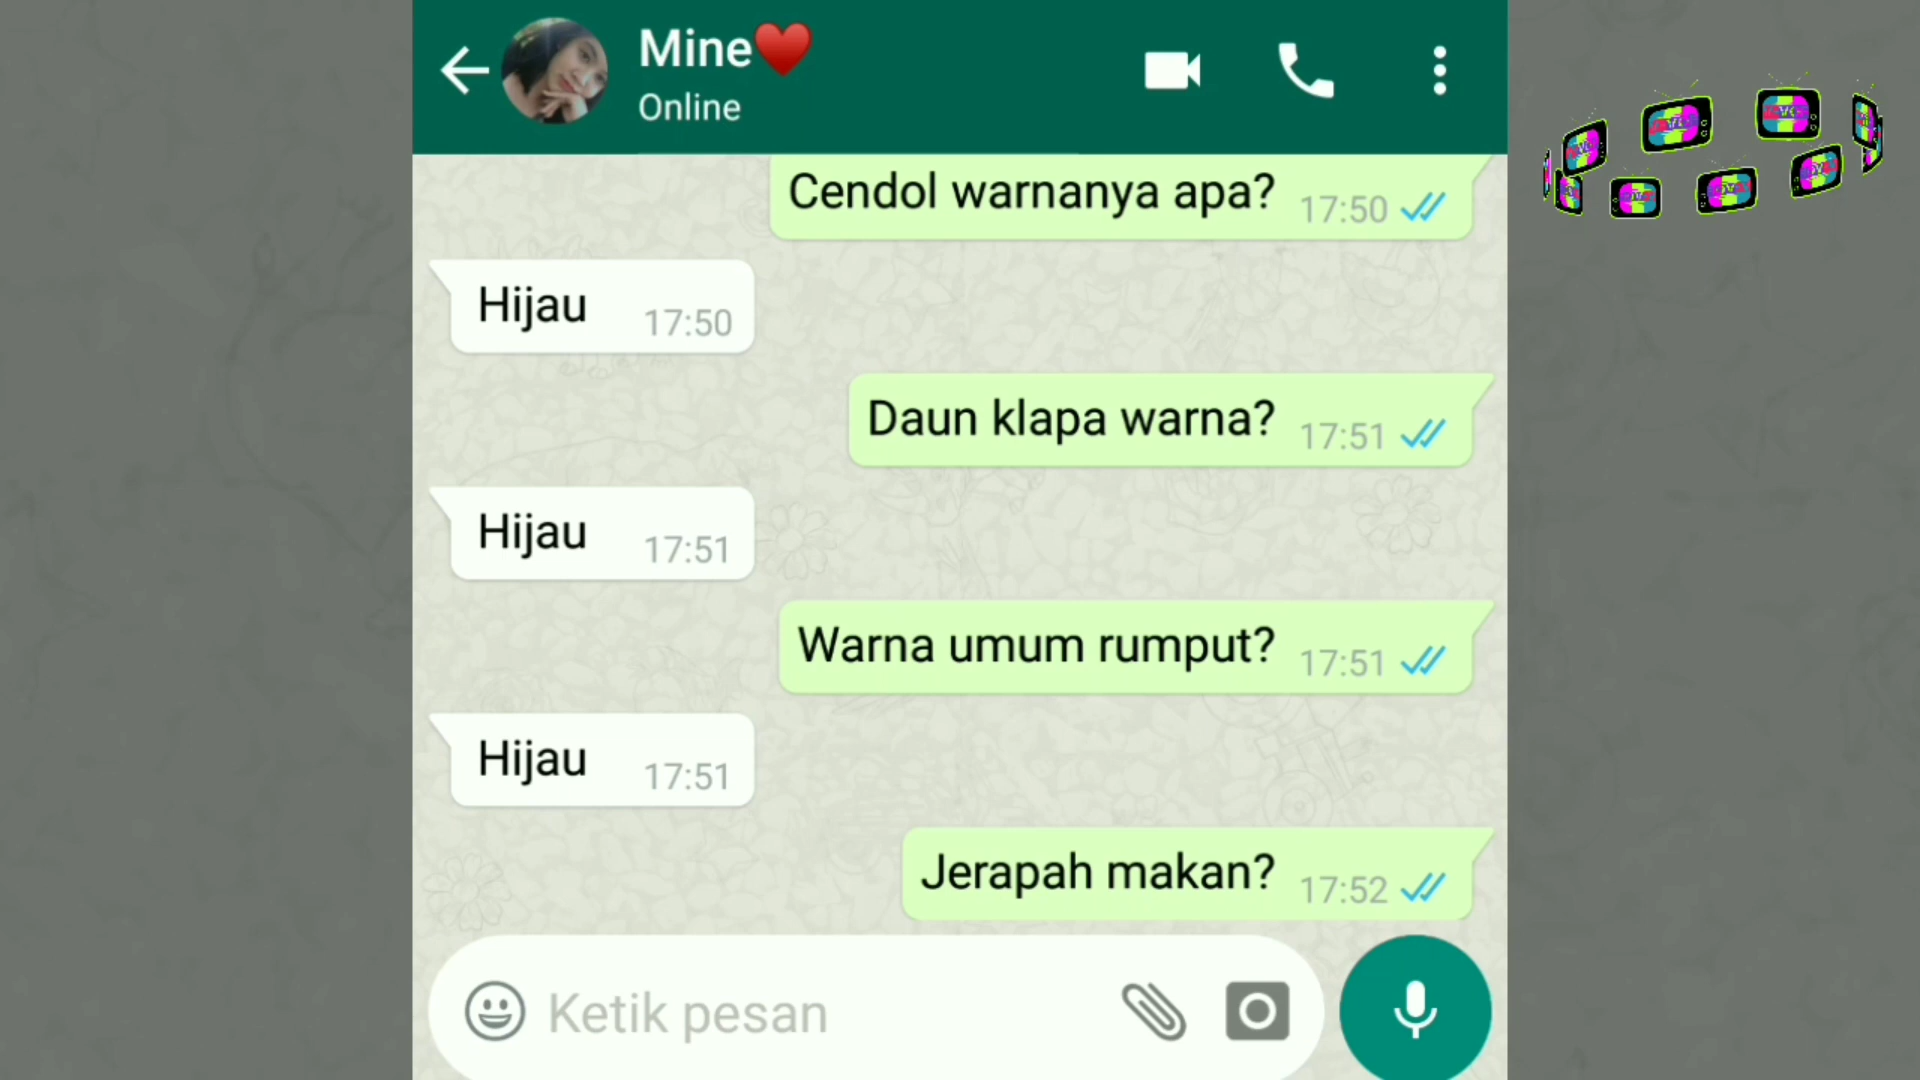 Mine❤️
Online
Cendol warnanya apa? 17:50
Hijau 17:50
Daun klapa warna? 17:51
Hijau 17:51
Warna umum rumput? 17:51
Hijau 17:51
Jerapah makan? 17:52
Ketik pesan